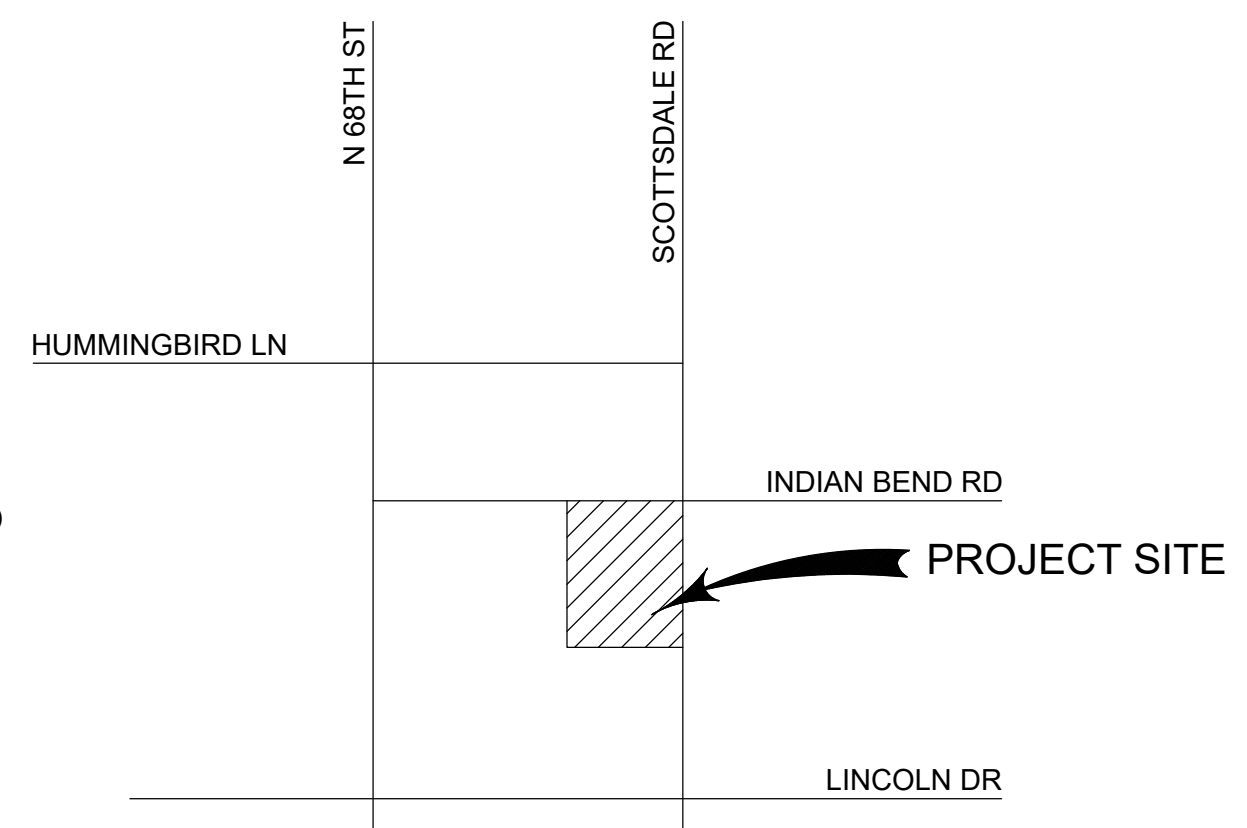 N 68TH ST
SCOTTSDALE RD
HUMMINGBIRD LN
INDIAN BEND RD
PROJECT SITE
LINCOLN DR